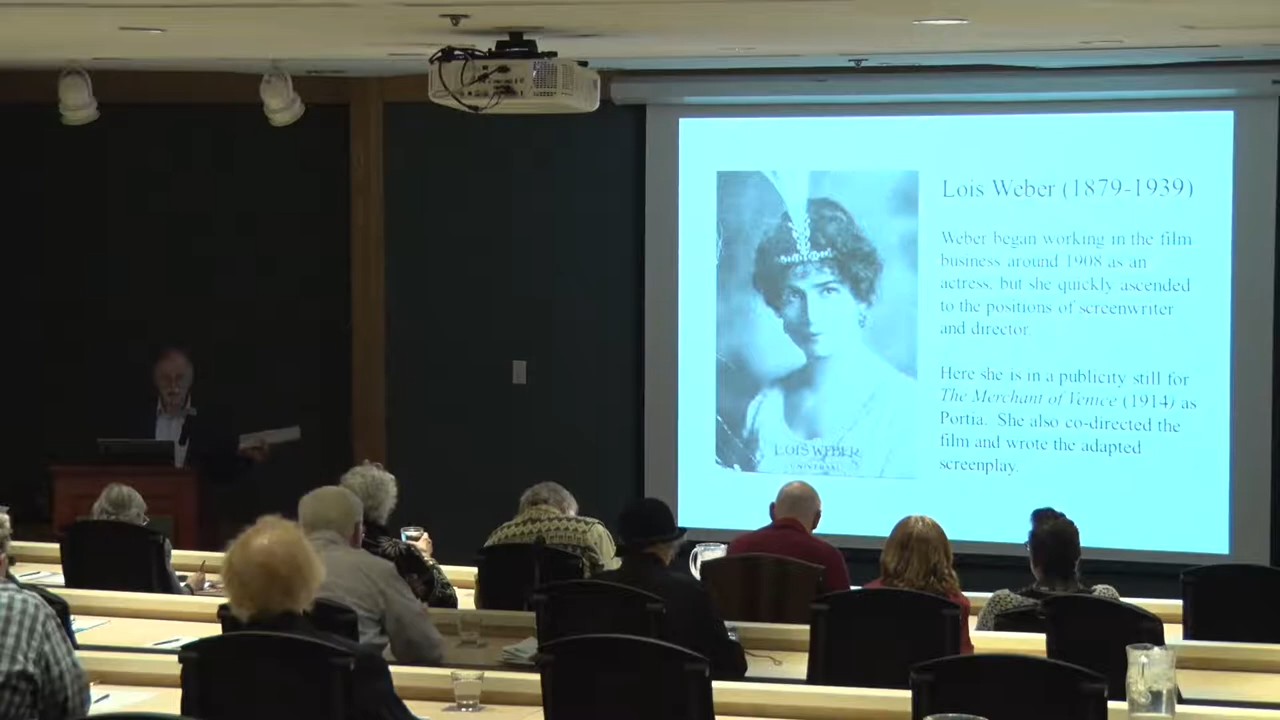 Lois Weber (1879-1939)
Weber began working in the film
business around 1908 as an
actress, but she quickly ascended
to the positions of screenwriter
and director.
Here she is in a publicity still for
The Merchant of Venice (1914) as
Portia. She also co-directed the
film and wrote the adapted
screenplay.
LOIS WEBER
UNIVERSAL